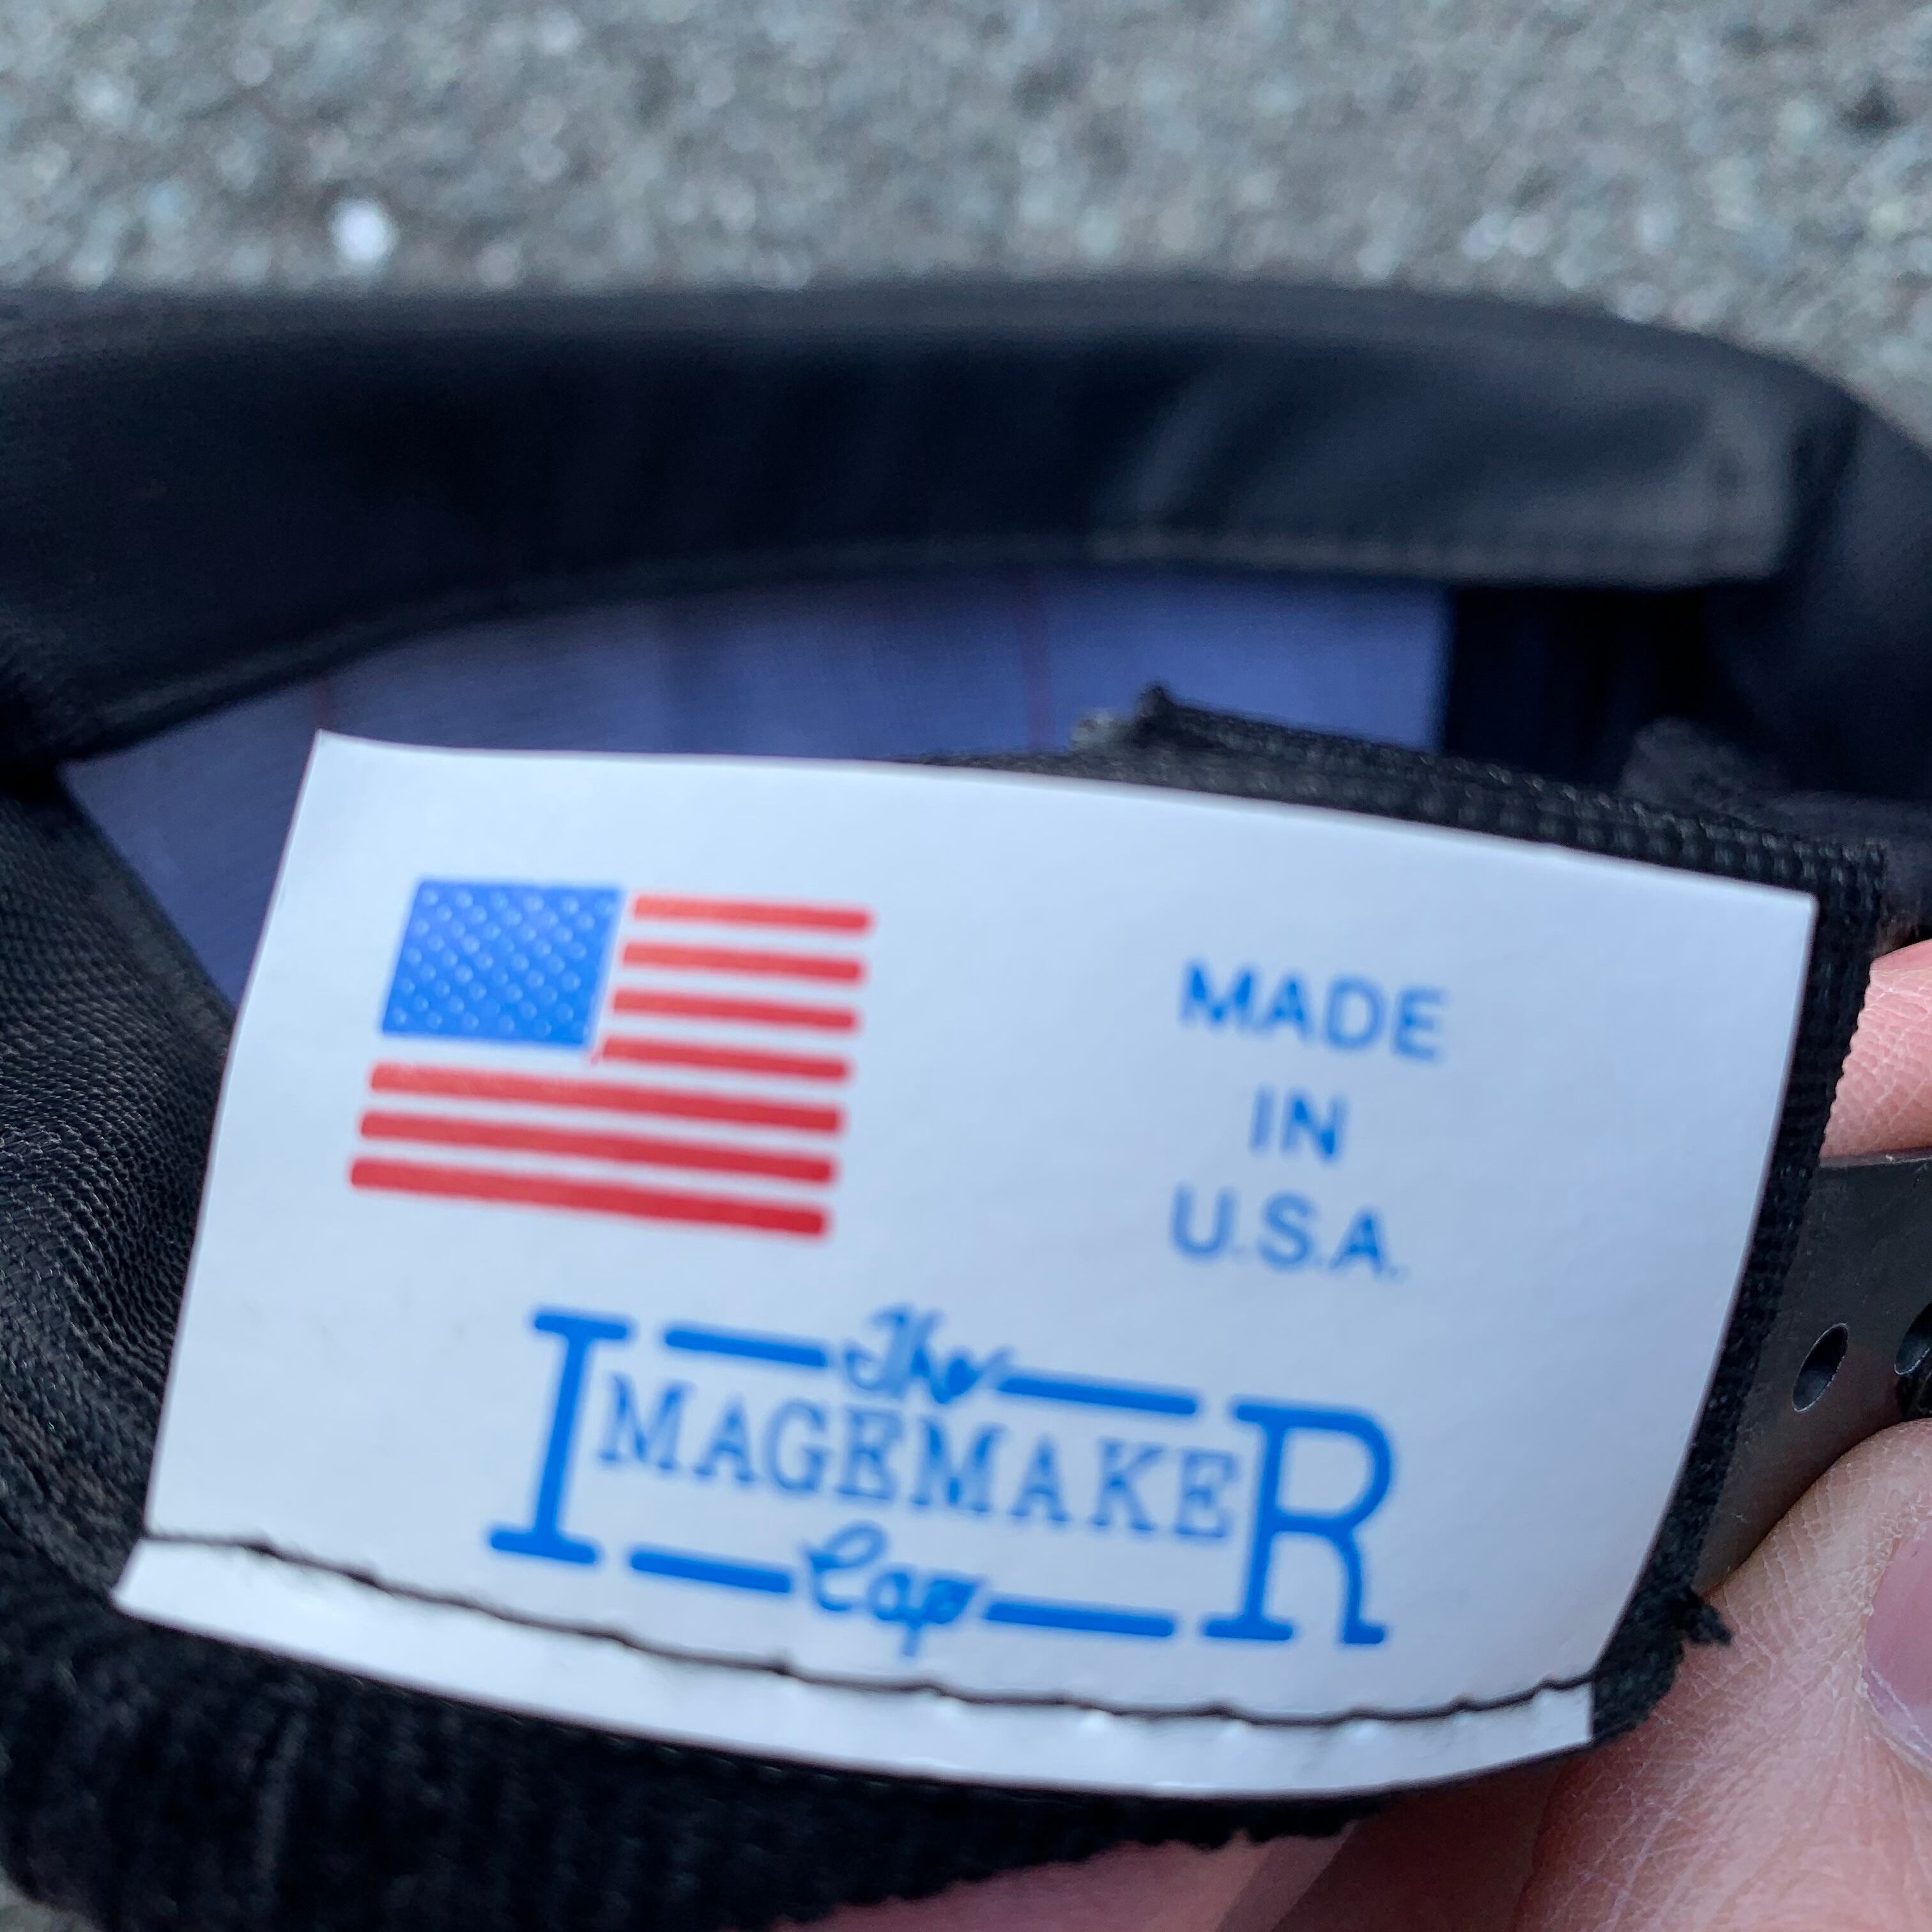 MADE
IN
U.S.A.
The
IMAGEMAKER
Cap